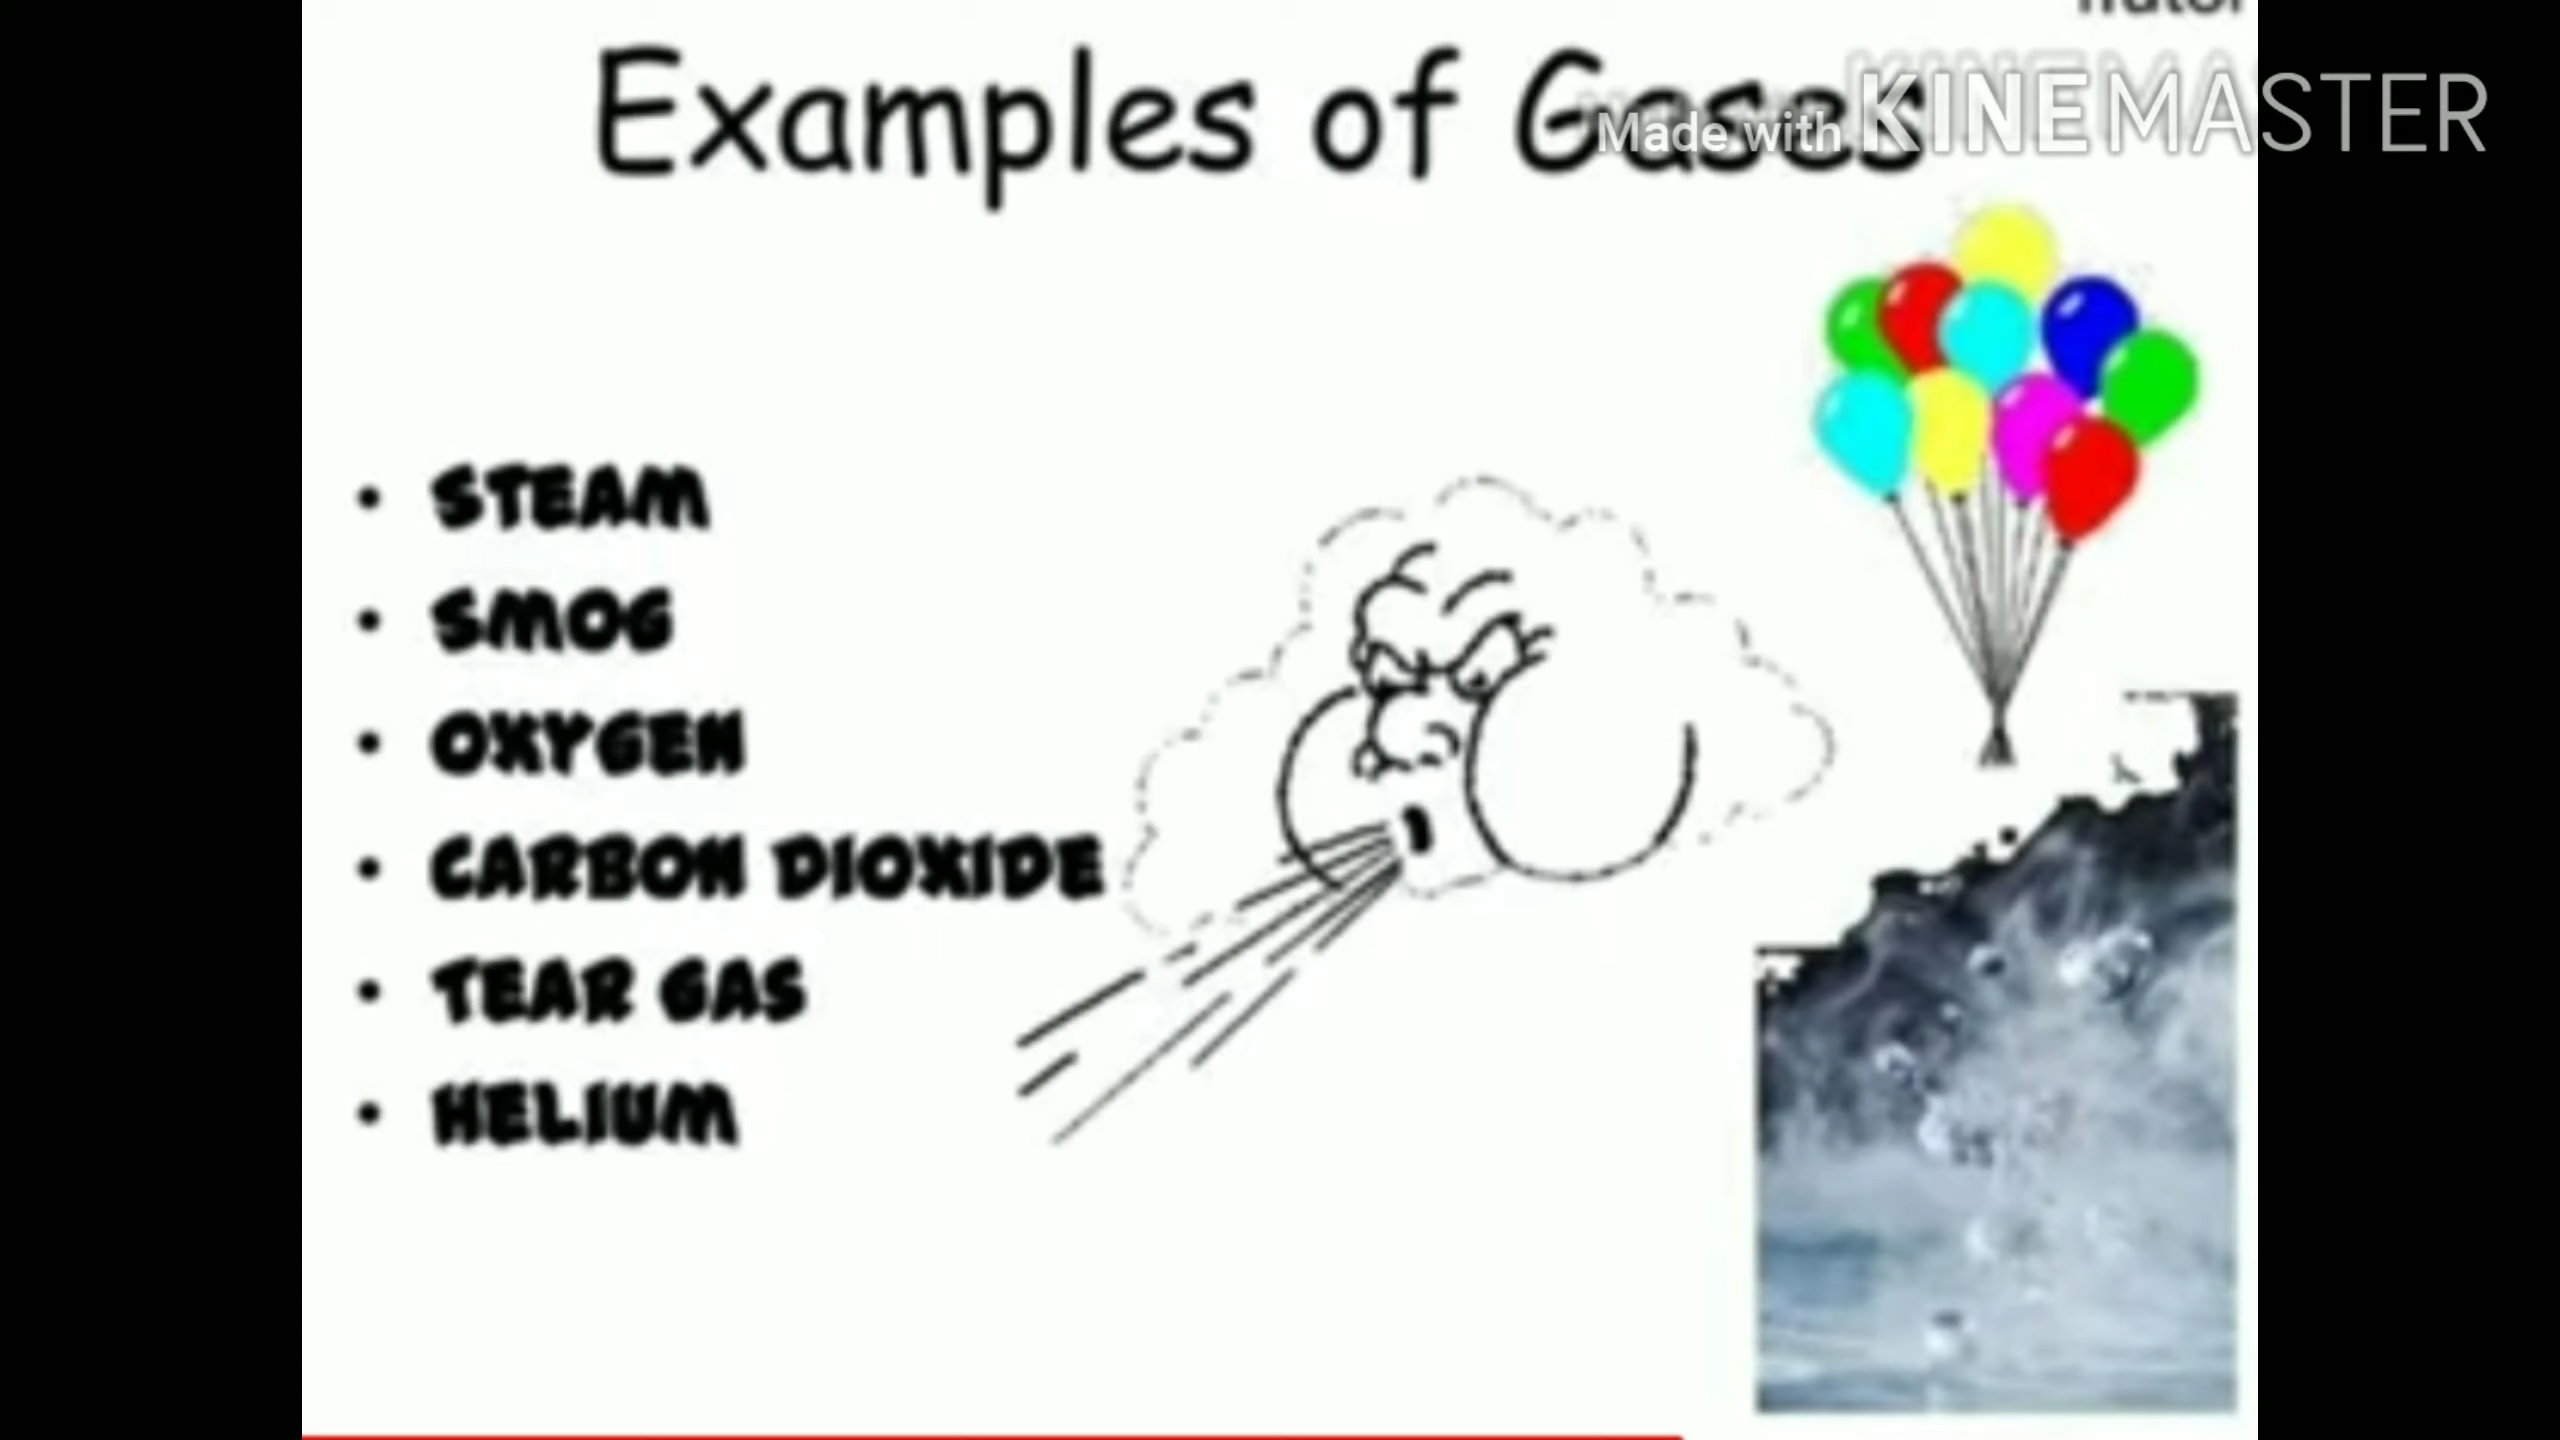 Examples of Gases
Made with KINEMASTER
• STEAM
• SMOG
• OXYGEN
• CARBON DIOXIDE
• TEAR GAS
• HELIUM